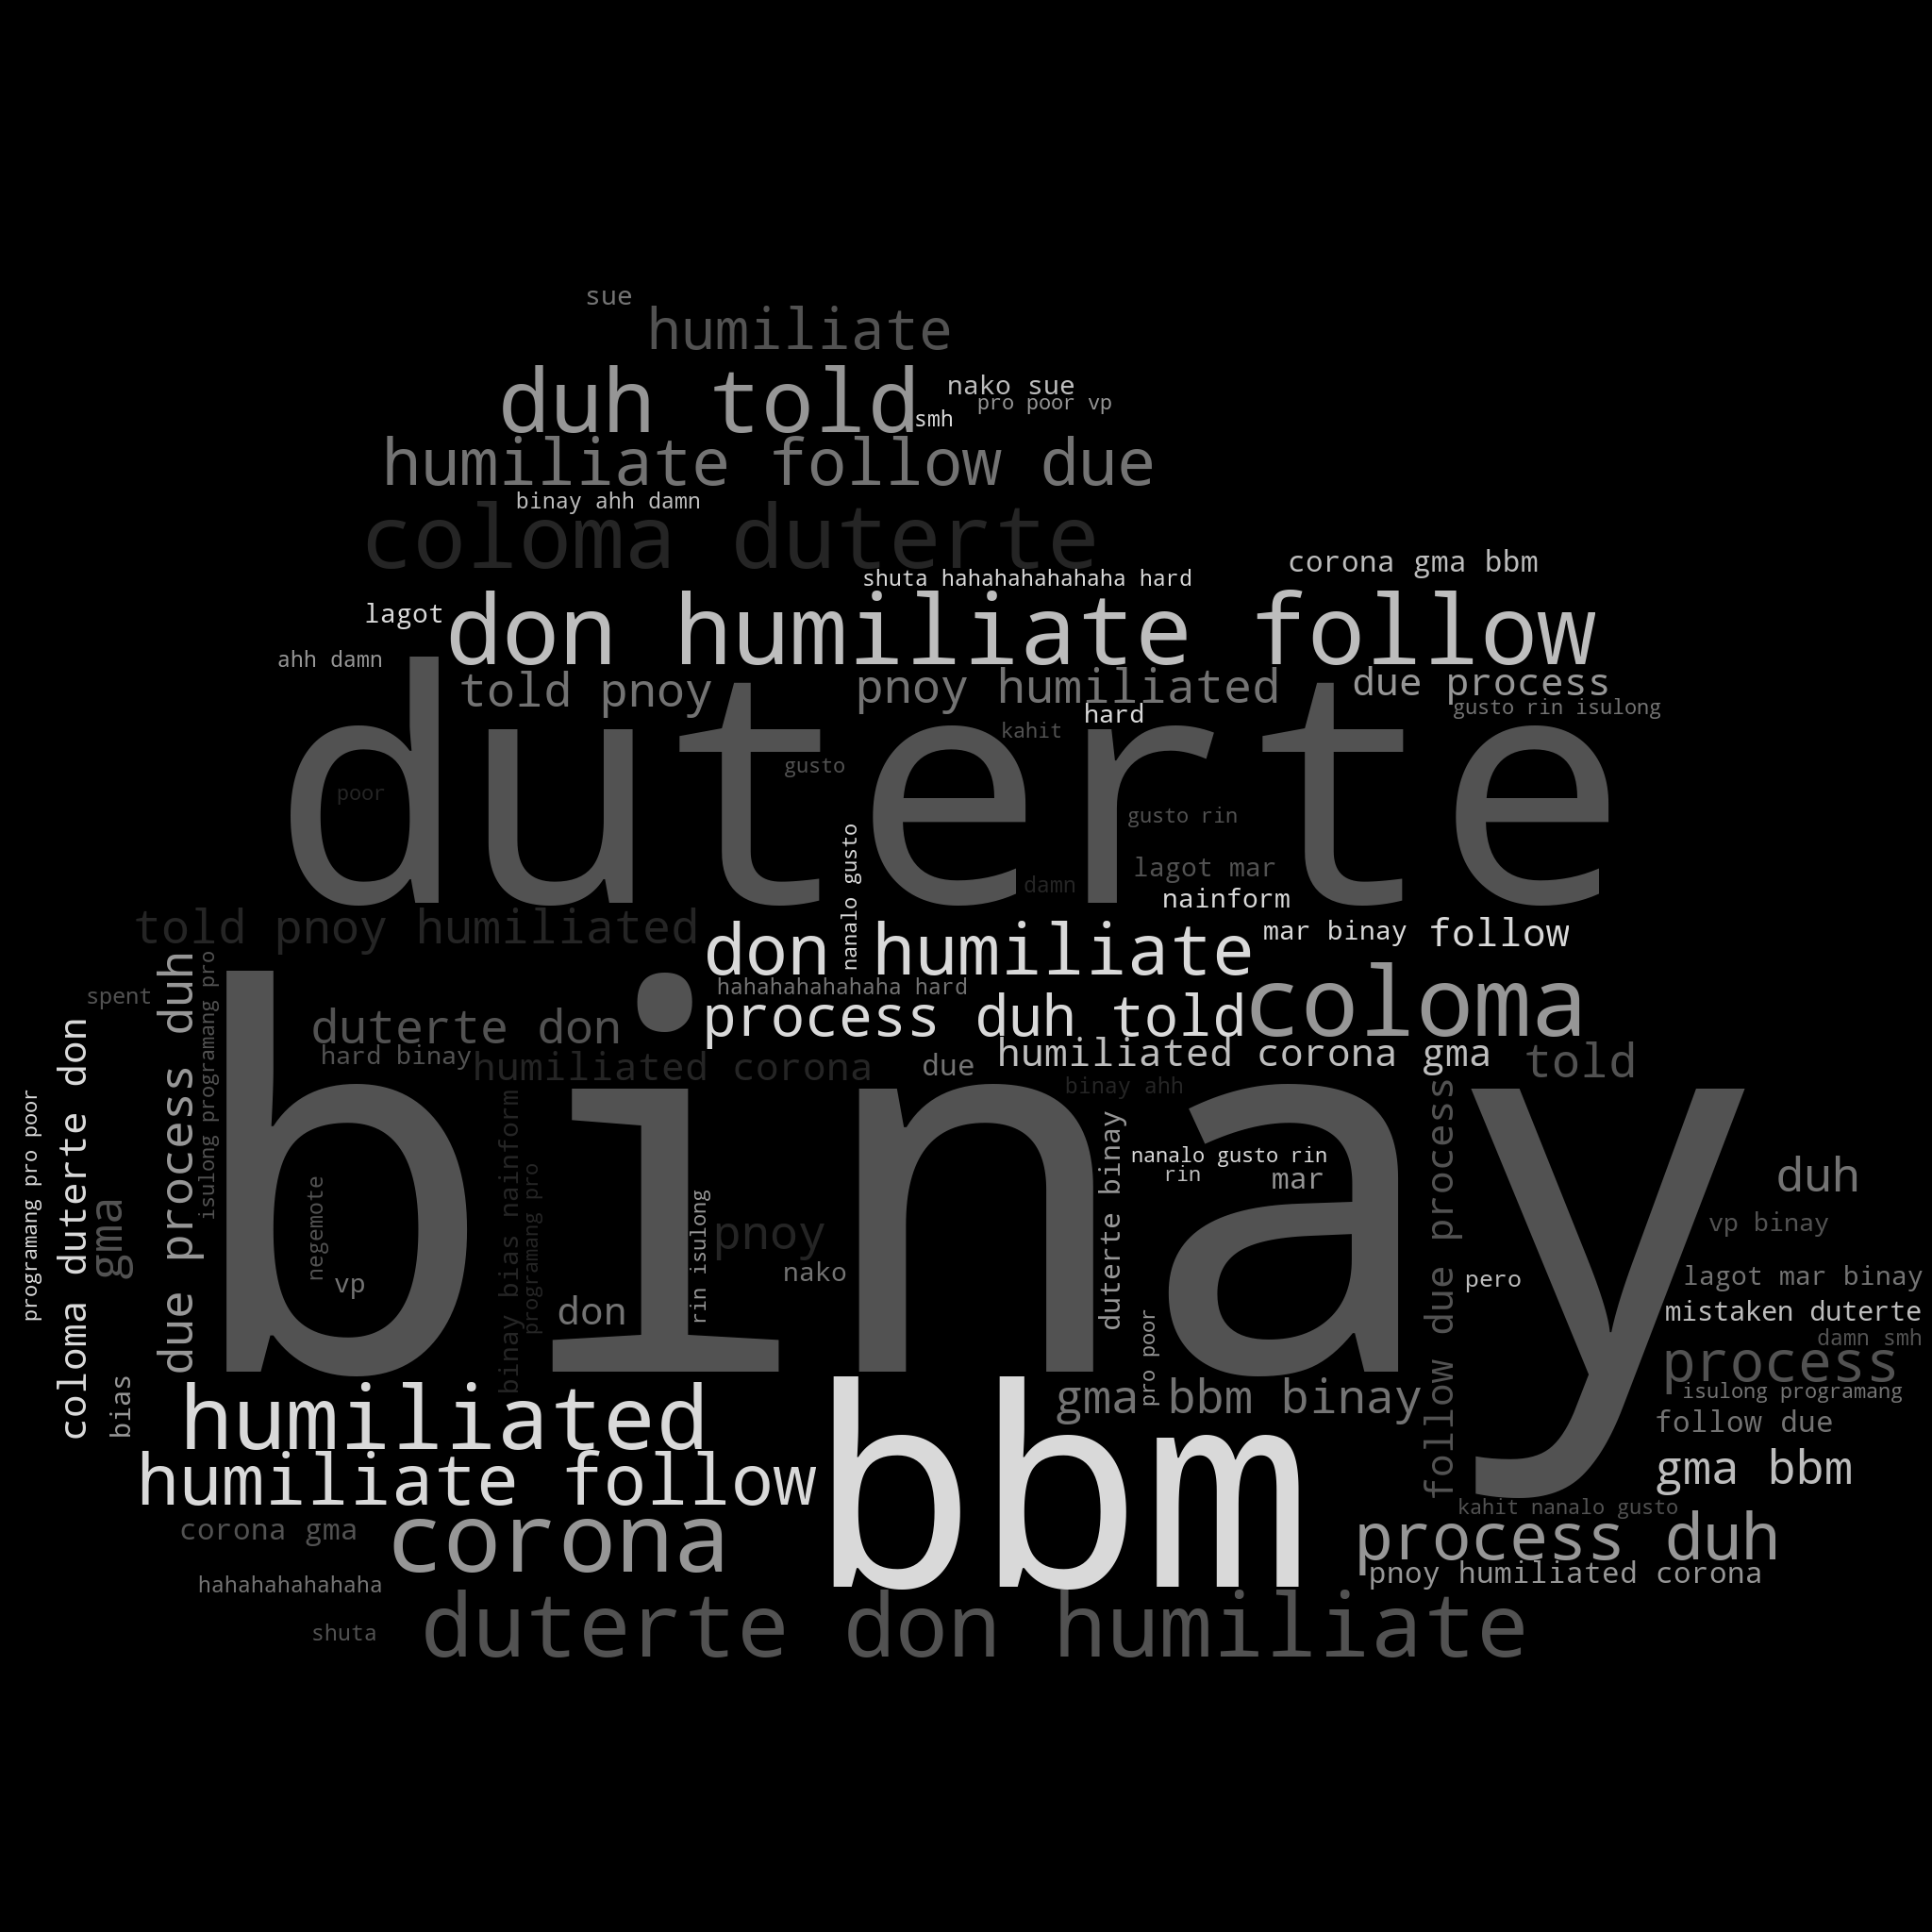 sue
humiliate
duh told
nako sue
pro poor vp
smh
humiliate follow due
binay ahh damn
coloma duterte
corona gma bbm
shuta hahahahahahaha hard
lagot
don humiliate follow
ahh damn
told pnoy
pnoy humiliated
due process
gusto rin isulong
hard
kahit
duterte
gusto
poor
gusto rin
nanalo gusto
lagot mar
damn
nainform
told pnoy humiliated
don humiliate
mar binay
follow
due process duh
isulong programang pro
spent
hahahahahahaha hard
coloma
duterte don
process duh told
hard binay
humiliated corona
due
humiliated corona gma
told
binay ahh
binay
programang pro poor
coloma duterte don
gma
negemote
vp
binay bias nainform
programang pro
rin isulong
pnoy
nako
don
duterte binay
nanalo gusto rin
rin
mar
follow due process
duh
vp binay
pero
lagot mar binay
mistaken duterte
damn smh
process
isulong programang
pro poor
bias
humiliated
bbm
gma bbm binay
follow due
humiliate follow
gma bbm
kahit nanalo gusto
corona gma
corona
process duh
pnoy humiliated corona
hahahahahahaha
shuta
duterte don humiliate